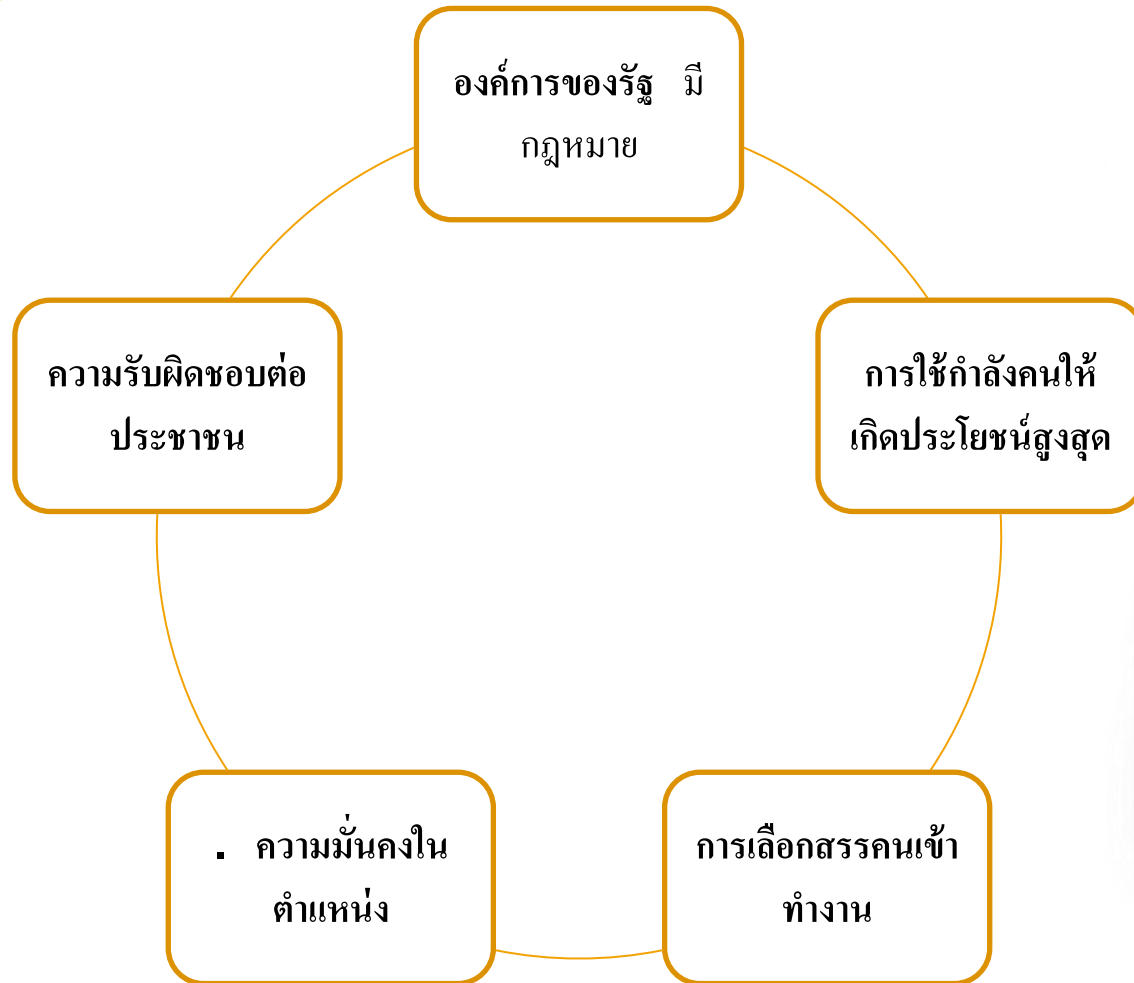 องค์การของรัฐ มี
กฎหมาย
ความรับผิดชอบต่อ
ประชาชน
การใช้กำลังคนให้
เกิดประโยชน์สูงสุด
. ความมั่นคงใน
ตำแหน่ง
การเลือกสรรคนเข้า
ทำงาน